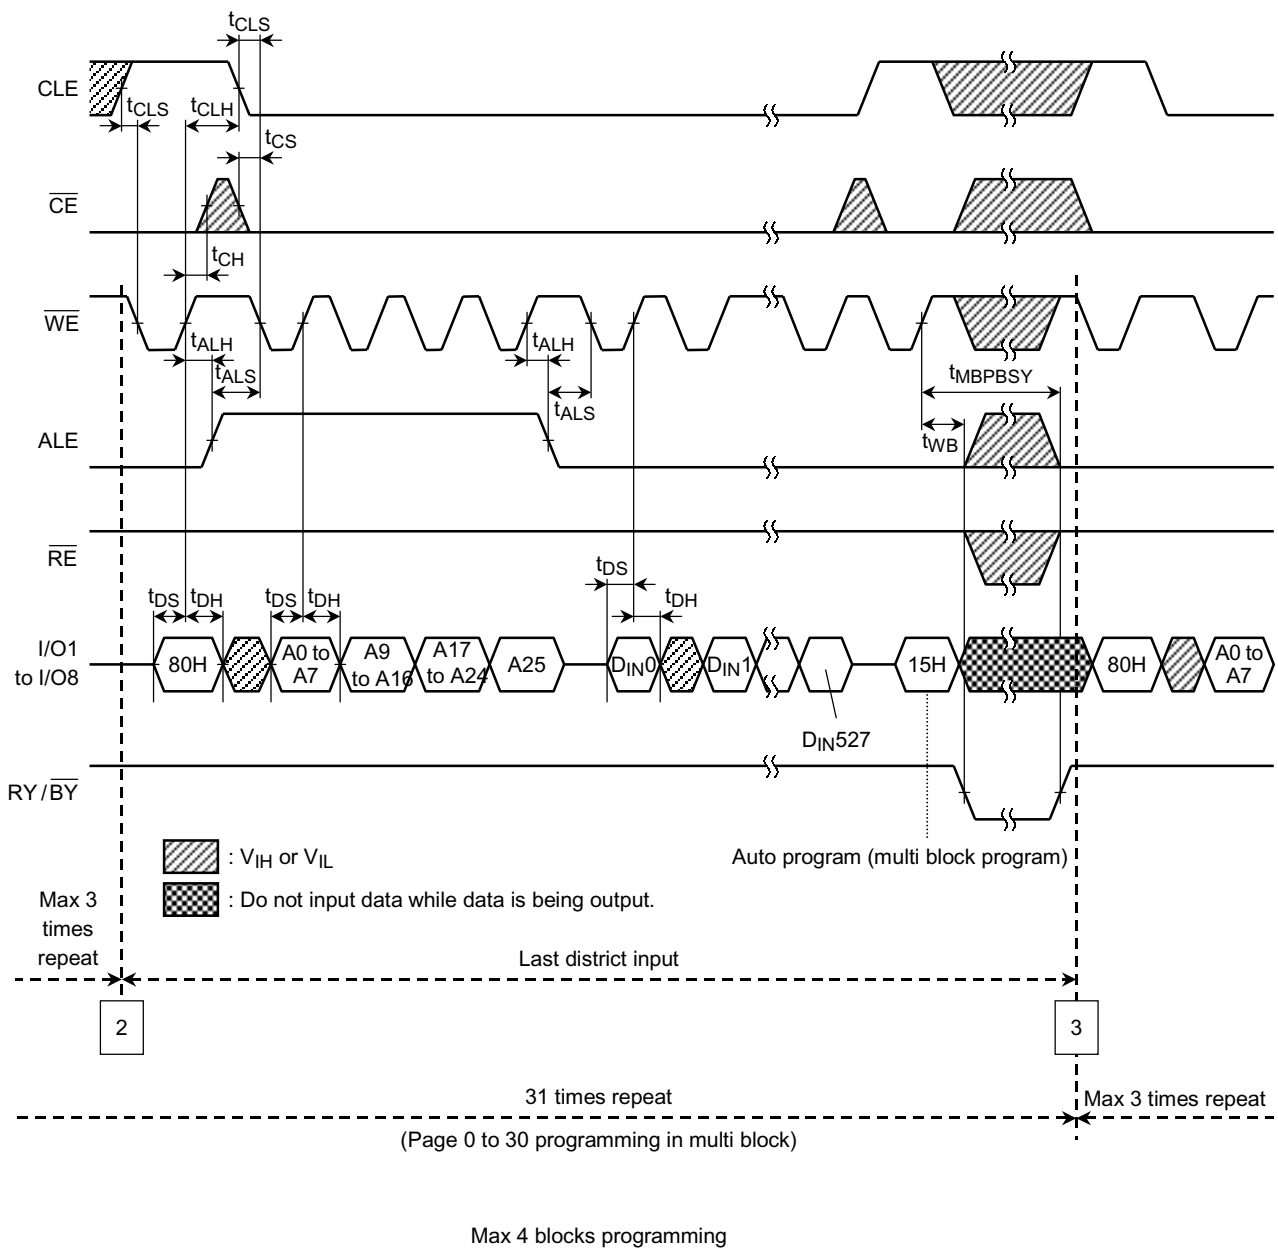 tCLS
CLE
tCLS
tCLH
tCS
CE
tCH
WE
tALH
tALH
tALS
tALS
tMBPBSY
ALE
tWB
RE
tDS
tDS
tDH
tDS
tDH
tDH
I/O1
to I/O8
80H
A0 to
A7
A9
to A16
A17
to A24
A25
DIN0
DIN1
15H
80H
A0 to
A7
DIN527
RY/BY
: VIH or VIL
Auto program (multi block program)
: Do not input data while data is being output.
Max 3
times
repeat
Last district input
2
3
31 times repeat
Max 3 times repeat
(Page 0 to 30 programming in multi block)
Max 4 blocks programming